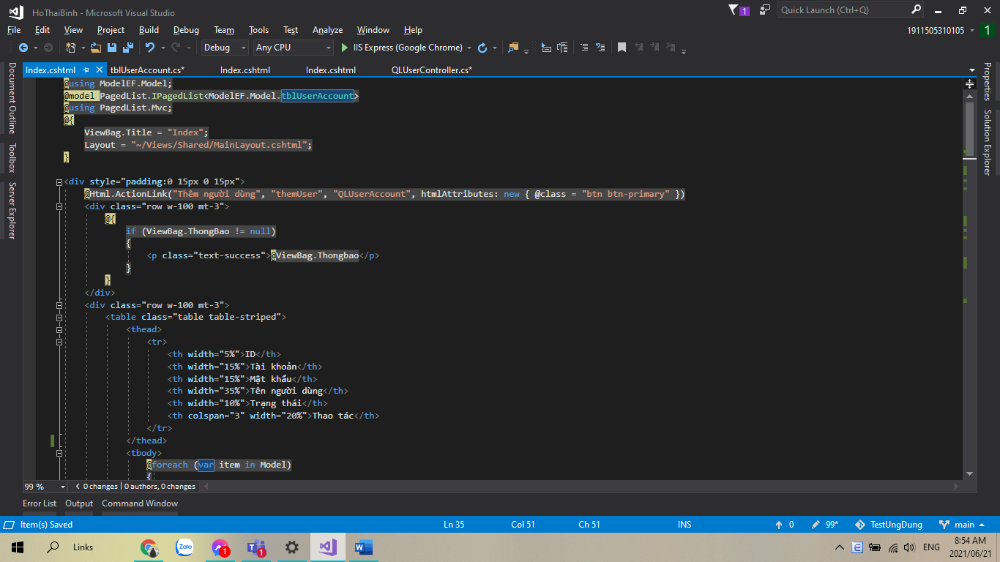 HoThaiBinh - Microsoft Visual Studio
1
Quick Launch (Ctrl+Q)
File Edit View Project Build Debug Team Tools Test Analyze Window Help
1911505310105
1
Debug
Any CPU
IIS Express (Google Chrome)
Index.cshtml
tblUserAccount.cs*
Index.cshtml
Index.cshtml
QLUserController.cs*
Document Outline
Toolbox
Server Explorer
Properties
Solution Explorer
@using ModelEF.Model;
@model PagedList.IPagedList<ModelEF.Model.tblUserAccount>
@using PagedList.Mvc;
@{
ViewBag.Title = "Index";
Layout = "~/Views/Shared/MainLayout.cshtml";
}
<div style="padding:0 15px 0 15px">
@Html.ActionLink("Thêm người dùng", "themUser", "QLUserAccount", htmlAttributes: new { @class = "btn btn-primary" })
<div class="row w-100 mt-3">
@{
if (ViewBag.ThongBao != null)
{
<p class="text-success">@ViewBag.Thongbao</p>
}
}
</div>
<div class="row w-100 mt-3">
<table class="table table-striped">
<thead>
<tr>
<th width="5%">ID</th>
<th width="15%">Tài khoản</th>
<th width="15%">Mật khẩu</th>
<th width="35%">Tên người dùng</th>
<th width="10%">Trạng thái</th>
<th colspan="3" width="20%">Thao tác</th>
</tr>
</thead>
<tbody>
@foreach (var item in Model)
{
99 %
0 changes | 0 authors, 0 changes
Error List
Output
Command Window
Item(s) Saved
Ln 35
Col 51
Ch 51
INS
0
99*
TestUngDung
main
Links
Zalo
1
1
ENG
8:54 AM
2021/06/21